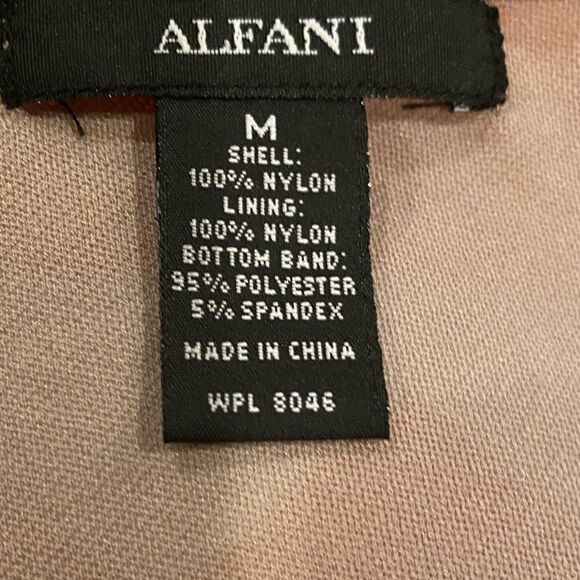 ALFANI
M
SHELL:
100% NYLON
LINING:
100% NYLON
BOTTOM BAND:
95% POLYESTER
5% SPANDEX
MADE IN CHINA
WPL 8046